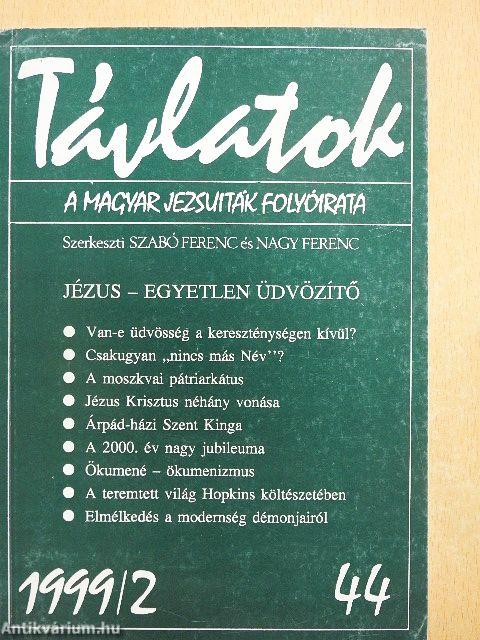 Távlatok
A MAGYAR JEZSUITÁK FOLYÓIRATA
Szerkeszti SZABÓ FERENC és NAGY FERENC
JÉZUS – EGYETLEN ÜDVÖZÍTŐ
● Van-e üdvösség a kereszténységen kívül?
● Csakugyan „nincs más Név"?
● A moszkvai pátriarkátus
● Jézus Krisztus néhány vonása
● Árpád-házi Szent Kinga
● A 2000. év nagy jubileuma
● Ökumené – ökumenizmus
● A teremtett világ Hopkins költészetében
● Elmélkedés a modernség démonjairól
1999/2 44
Antikvárium.hu